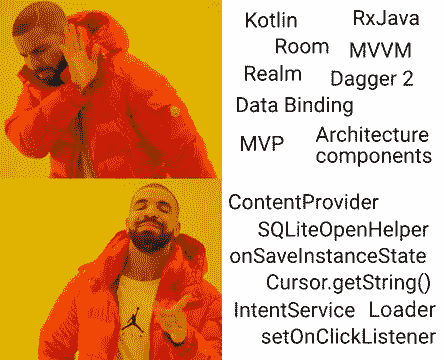 Kotlin RxJava
Room MVVM
Realm Dagger 2
Data Binding
MVP Architecture
components
ContentProvider
SQLiteOpenHelper
onSaveInstanceState
Cursor.getString()
IntentService Loader
setOnClickListener